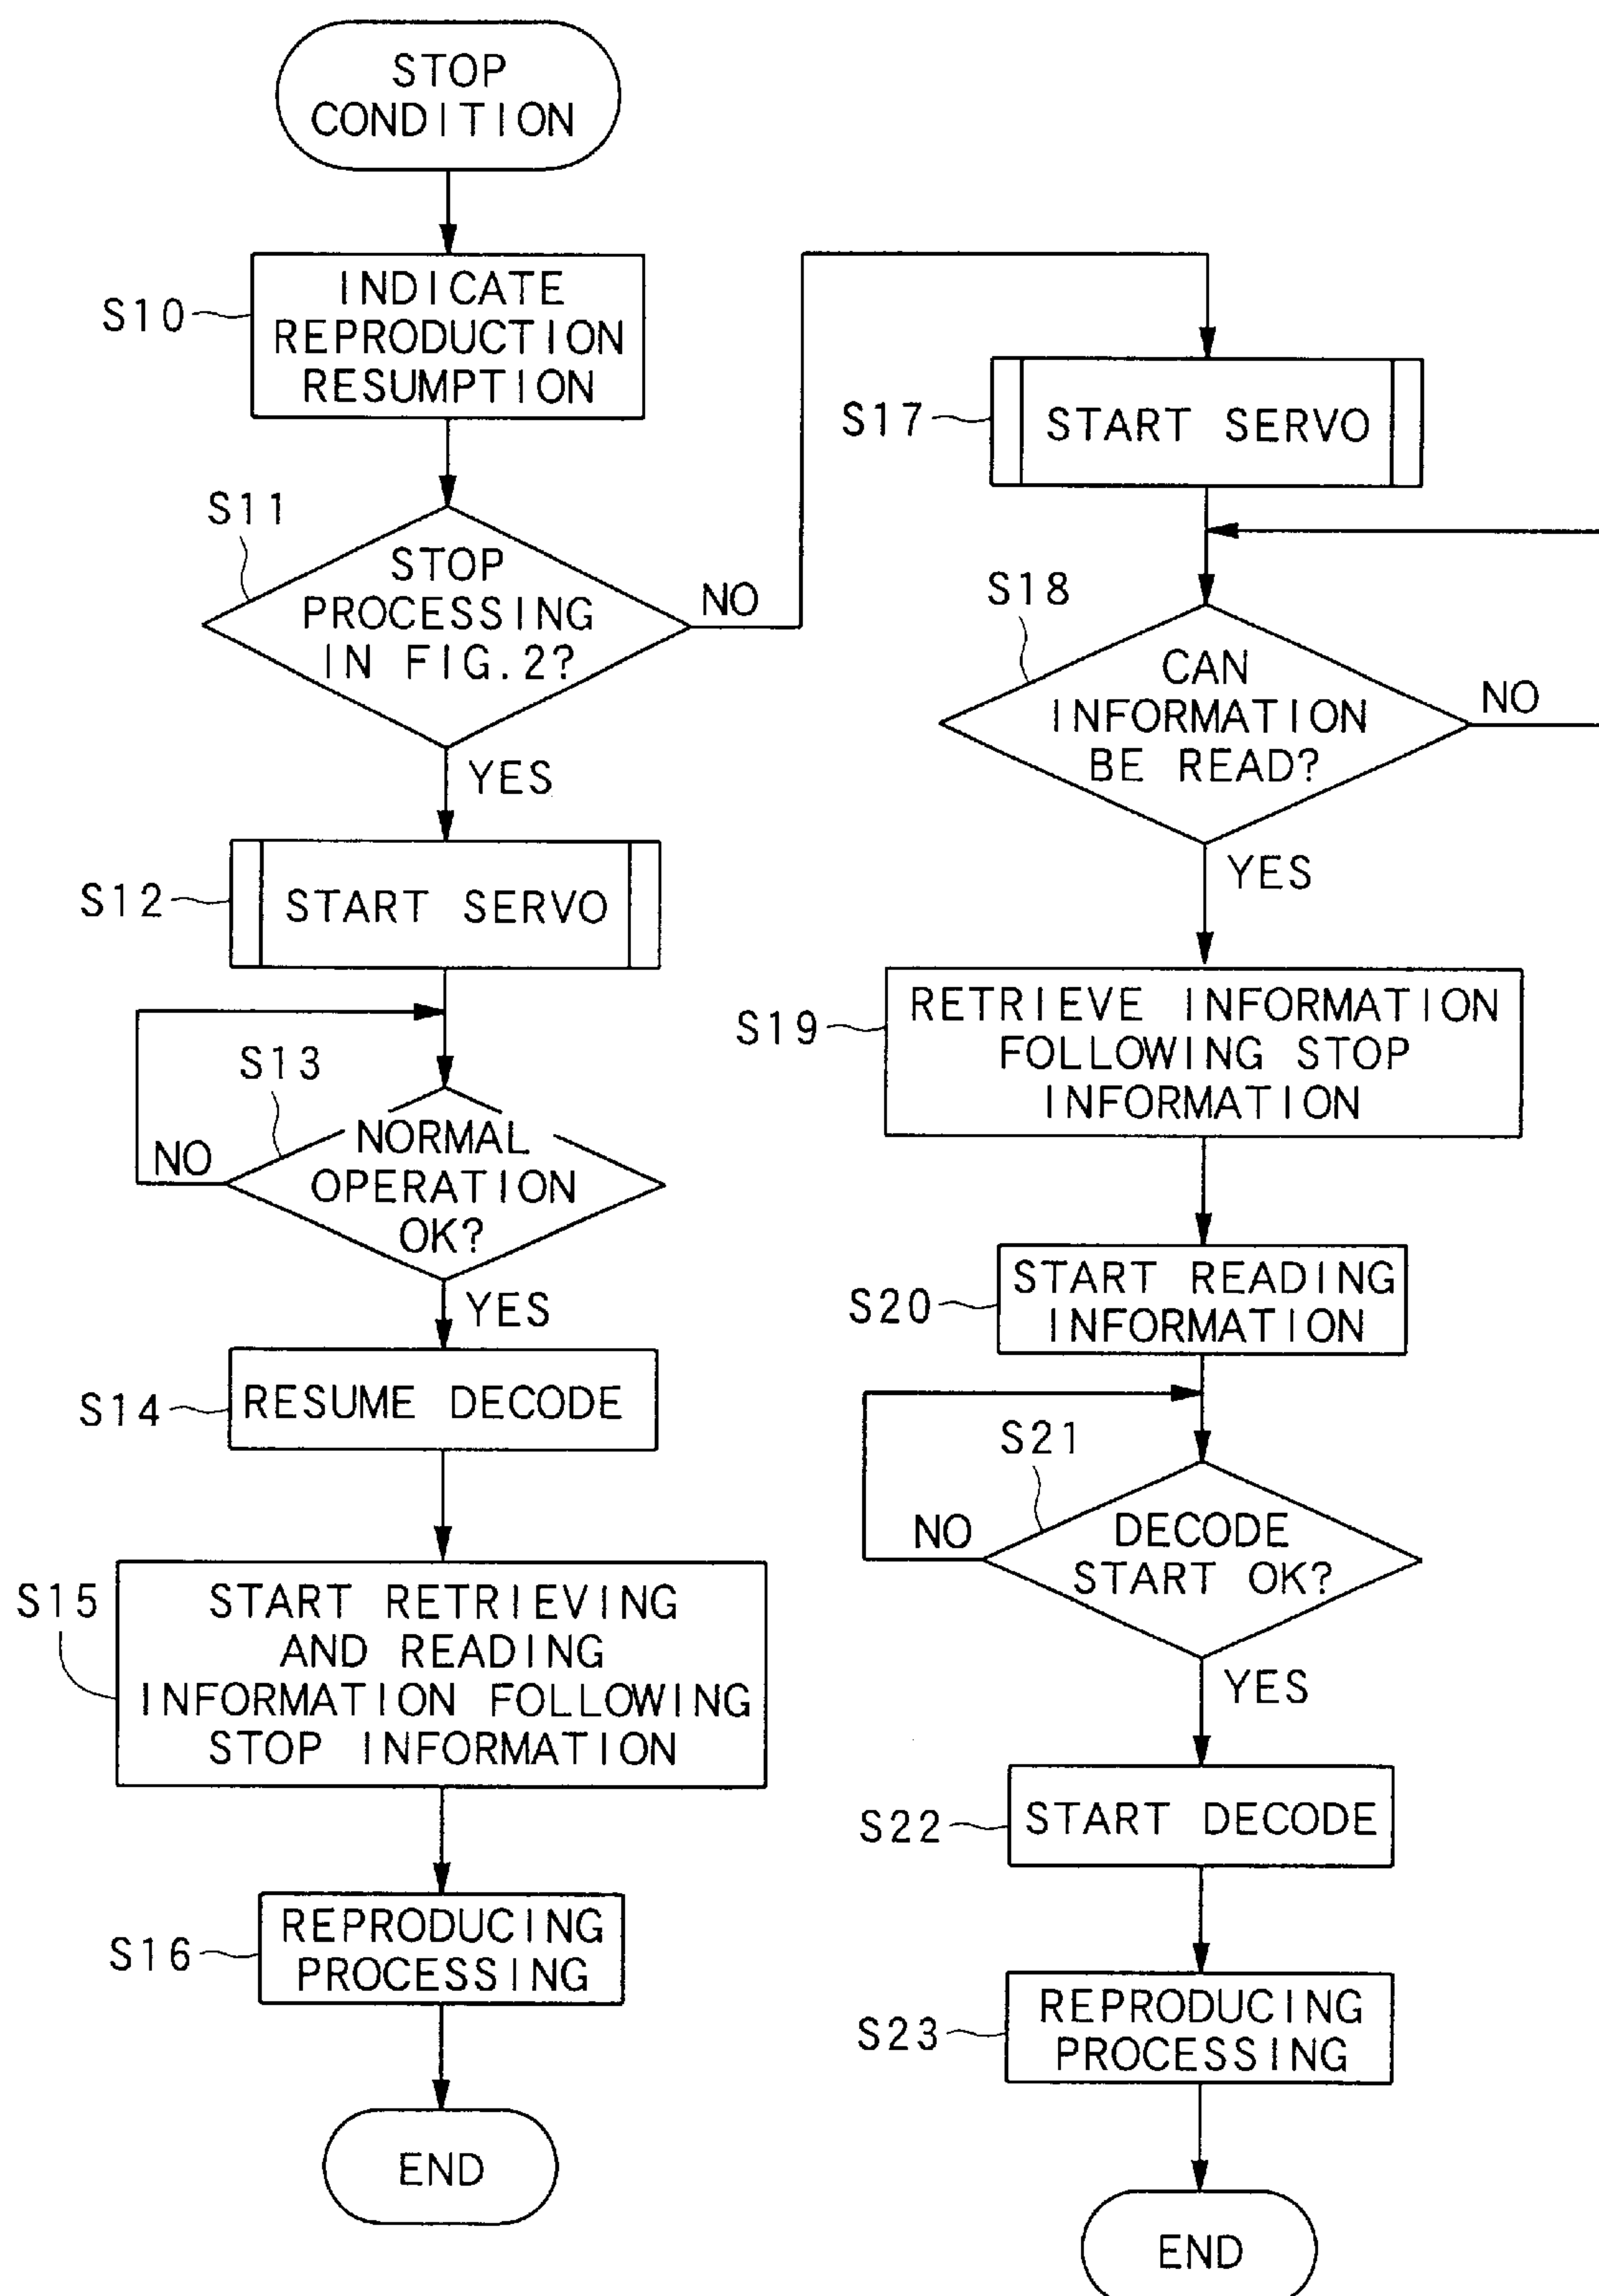 STOP
CONDITION
S10
INDICATE
REPRODUCTION
RESUMPTION
S11
STOP
PROCESSING
IN FIG.2?
NO
YES
S12
START SERVO
S13
NORMAL
OPERATION
OK?
NO
YES
S14
RESUME DECODE
S15
START RETRIEVING
AND READING
INFORMATION FOLLOWING
STOP INFORMATION
S16
REPRODUCING
PROCESSING
END
S17
START SERVO
S18
CAN
INFORMATION
BE READ?
NO
YES
S19
RETRIEVE INFORMATION
FOLLOWING STOP
INFORMATION
S20
START READING
INFORMATION
S21
DECODE
START OK?
NO
YES
S22
START DECODE
S23
REPRODUCING
PROCESSING
END